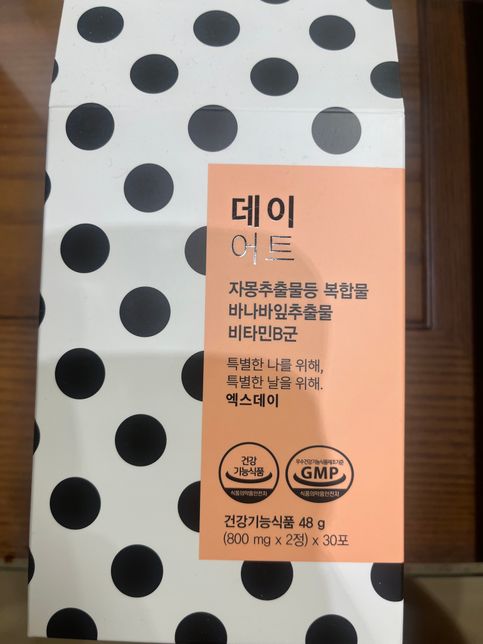 데이
어트
자몽추출물등 복합물
바나바잎추출물
비타민B군
특별한 나를 위해,
특별한 날을 위해.
엑스데이
건강
기능식품
식품의약품안전처
우수건강기능식품제조기준
GMP
식품의약품안전처
건강기능식품 48 g
(800 mg x 2정) x 30포